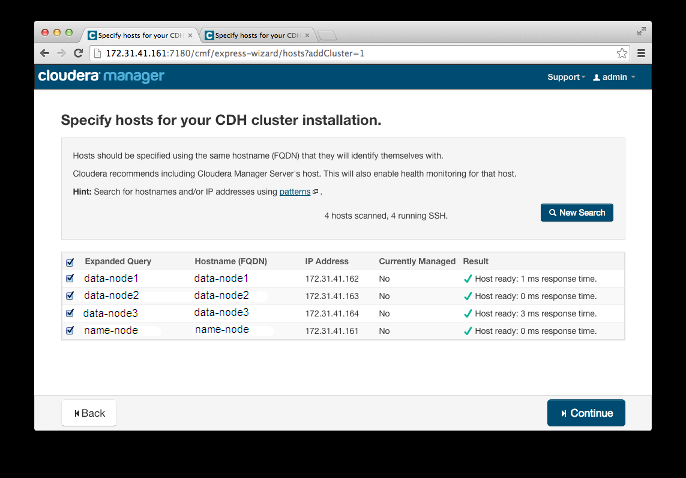 Specify hosts for your CDH
Specify hosts for your CDH
172.31.41.161:7180/cmf/express-wizard/hosts?addCluster=1
cloudera manager
Support
admin
Specify hosts for your CDH cluster installation.
Hosts should be specified using the same hostname (FQDN) that they will identify themselves with.
Cloudera recommends including Cloudera Manager Server's host. This will also enable health monitoring for that host.
Hint: Search for hostnames and/or IP addresses using patterns .
4 hosts scanned, 4 running SSH.
New Search
Expanded Query Hostname (FQDN) IP Address Currently Managed Result
data-node1 data-node1 172.31.41.162 No Host ready: 1 ms response time.
data-node2 data-node2 172.31.41.163 No Host ready: 0 ms response time.
data-node3 data-node3 172.31.41.164 No Host ready: 3 ms response time.
name-node name-node 172.31.41.161 No Host ready: 0 ms response time.
Back
Continue